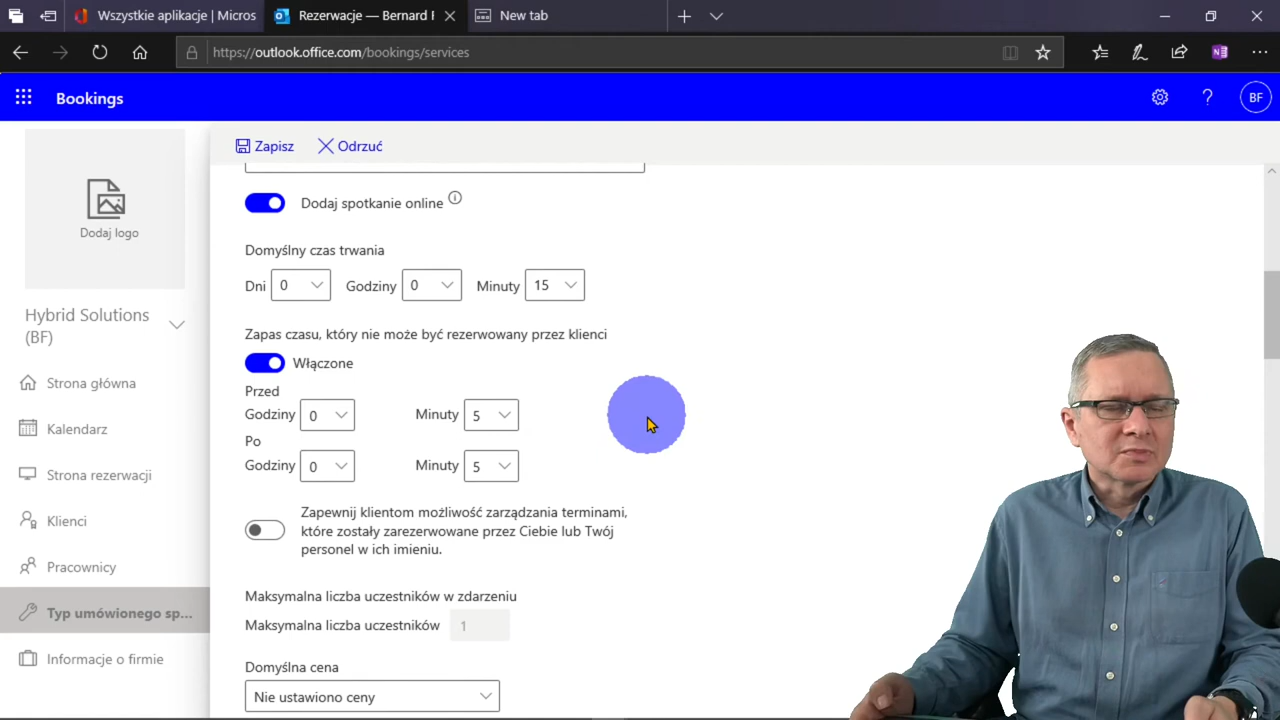 Wszystkie aplikacje | Micros
Rezerwacje — Bernard F
New tab
https://outlook.office.com/bookings/services
Bookings
BF
Zapisz
Odrzuć
Dodaj logo
Hybrid Solutions
(BF)
Strona główna
Kalendarz
Strona rezerwacji
Klienci
Pracownicy
Typ umówionego sp...
Informacje o firmie
Dodaj spotkanie online
Domyślny czas trwania
Dni 0 Godziny 0 Minuty 15
Zapas czasu, który nie może być rezerwowany przez klienci
Włączone
Przed
Godziny 0 Minuty 5
Po
Godziny 0 Minuty 5
Zapewnij klientom możliwość zarządzania terminami,
które zostały zarezerwowane przez Ciebie lub Twój
personel w ich imieniu.
Maksymalna liczba uczestników w zdarzeniu
Maksymalna liczba uczestników 1
Domyślna cena
Nie ustawiono ceny